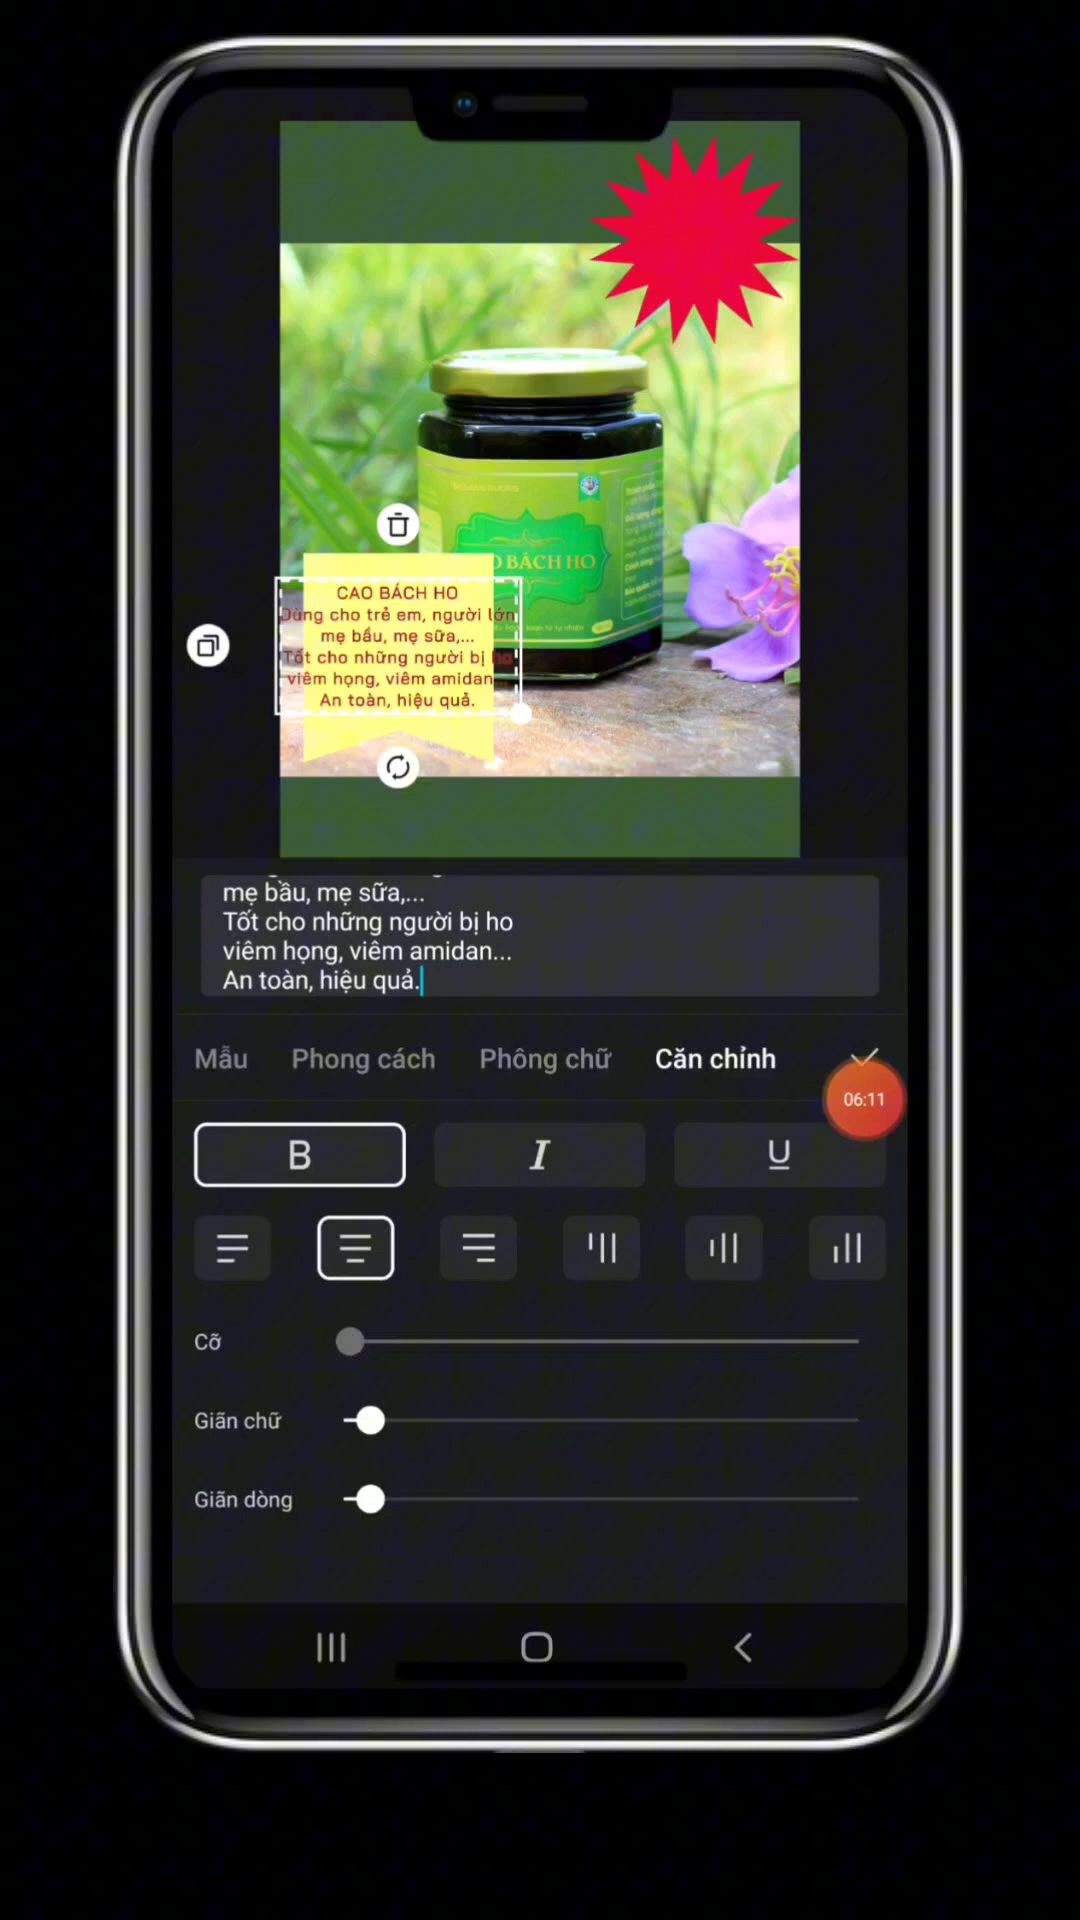 BÁCH HO
CAO BÁCH HO
Dùng cho trẻ em, người lớn
mẹ bầu, mẹ sữa,...
Tốt cho những người bị ho
viêm họng, viêm amidan
An toàn, hiệu quả.
mẹ bầu, mẹ sữa,...
Tốt cho những người bị ho
viêm họng, viêm amidan...
An toàn, hiệu quả.
Mẫu Phong cách Phông chữ Căn chỉnh
06:11
B I U
Cỡ
Giãn chữ
Giãn dòng